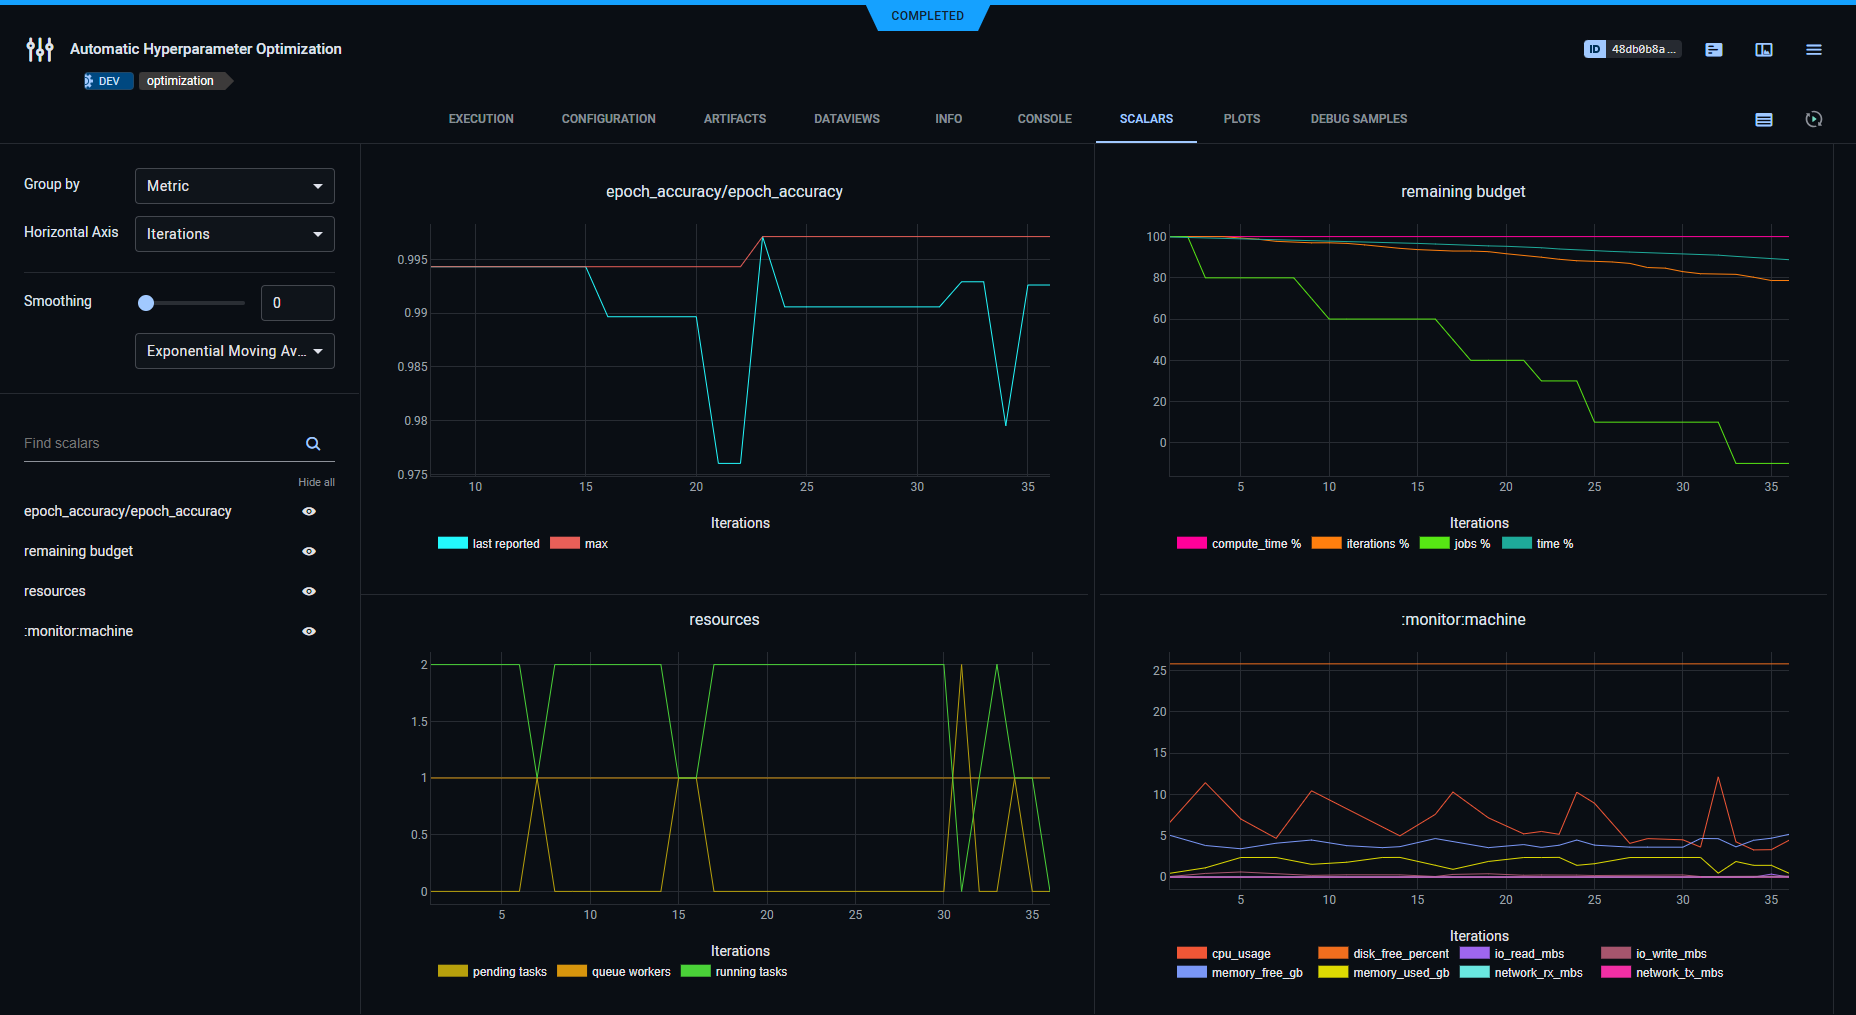 COMPLETED
Automatic Hyperparameter Optimization
ID 48db0b8a ...
DEV optimization
EXECUTION CONFIGURATION ARTIFACTS DATAVIEWS INFO CONSOLE SCALARS PLOTS DEBUG SAMPLES
Group by Metric
Horizontal Axis Iterations
Smoothing 0
Exponential Moving Av...
Find scalars
Hide all
epoch_accuracy/epoch_accuracy
remaining budget
resources
:monitor:machine
epoch_accuracy/epoch_accuracy
0.995
0.99
0.985
0.98
0.975
10 15 20 25 30 35
Iterations
last reported max
remaining budget
100
80
60
40
20
0
5 10 15 20 25 30 35
Iterations
compute_time % iterations % jobs % time %
resources
2
1.5
1
0.5
0
5 10 15 20 25 30 35
Iterations
pending tasks queue workers running tasks
:monitor:machine
25
20
15
10
5
0
5 10 15 20 25 30 35
Iterations
cpu_usage disk_free_percent io_read_mbs io_write_mbs
memory_free_gb memory_used_gb network_rx_mbs network_tx_mbs